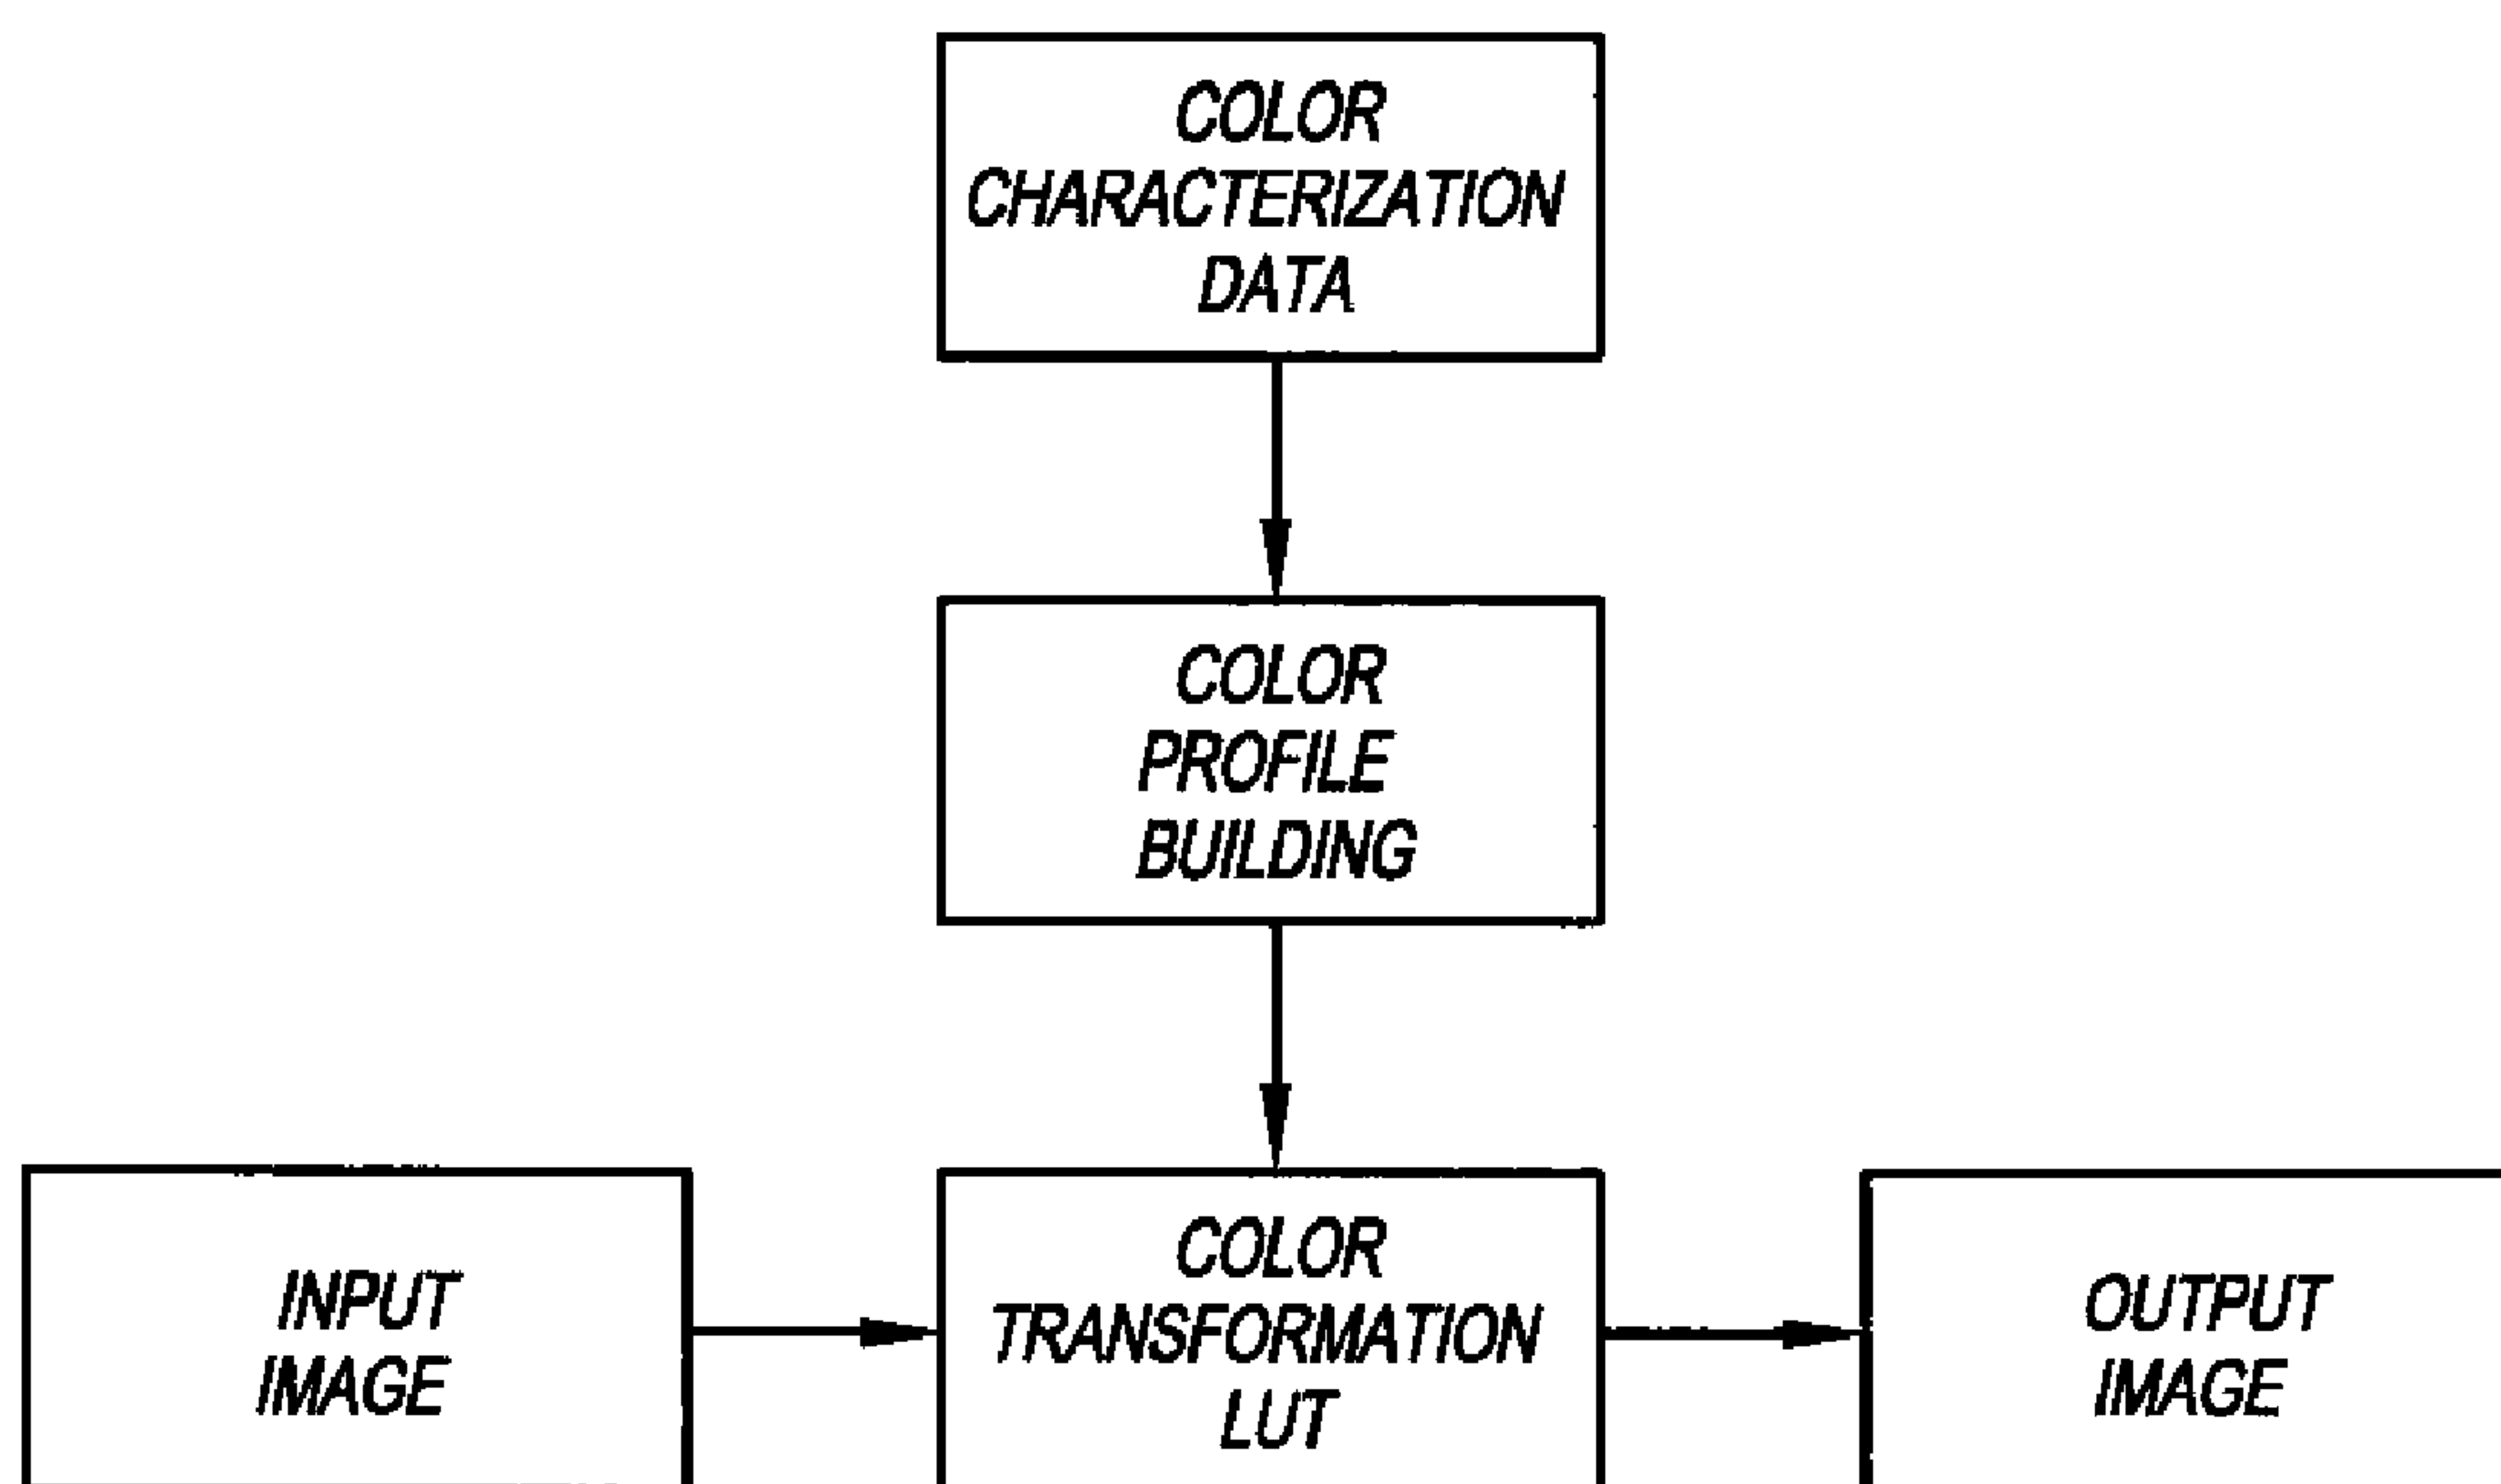 COLOR
CHARACTERIZATION
DATA
COLOR
PROFILE
BUILDING
INPUT
IMAGE
COLOR
TRANSFORMATION
LUT
OUTPUT
IMAGE